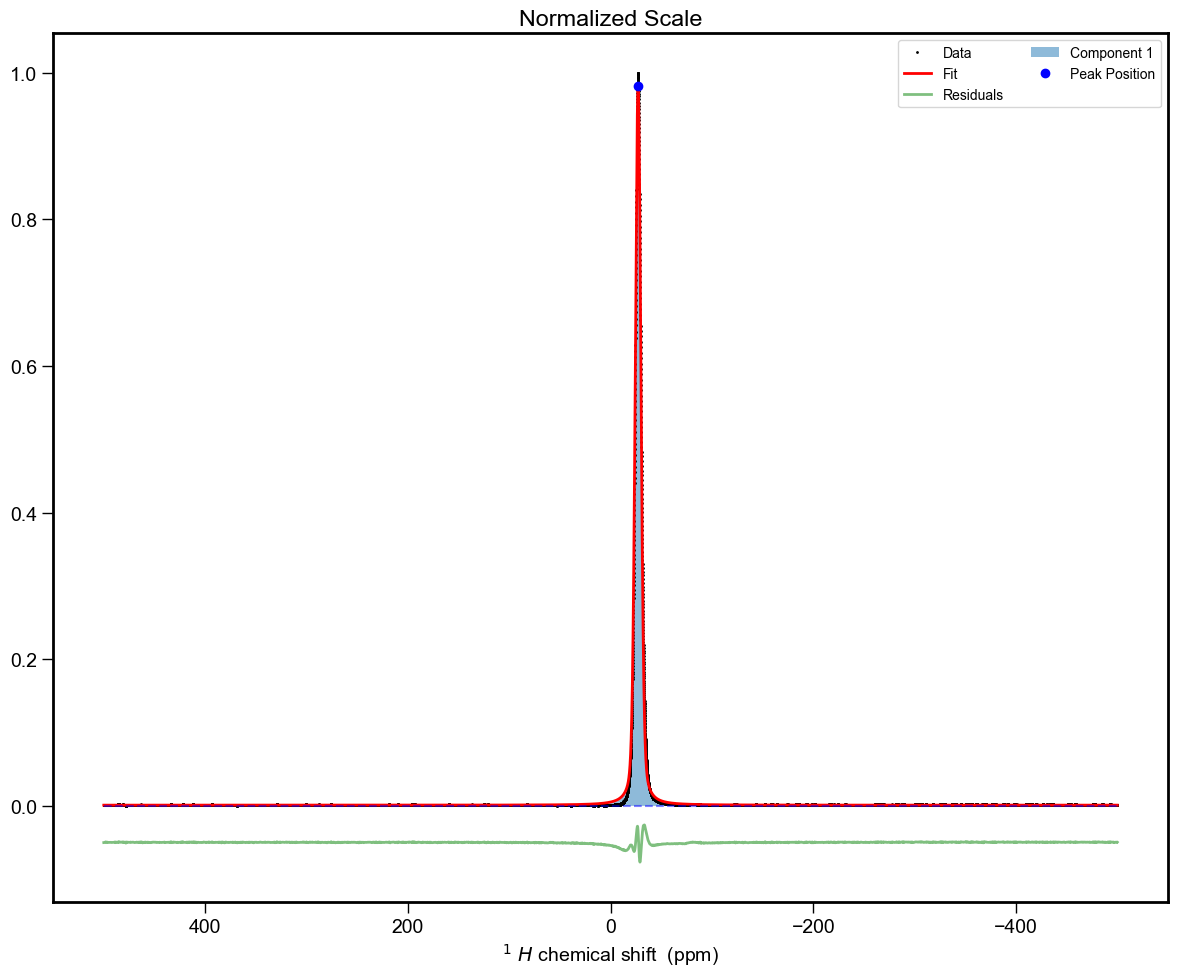 Normalized Scale
Data
Fit
Residuals
Component 1
Peak Position
1.0
0.8
0.6
0.4
0.2
0.0
400
200
0
−200
−400
¹ H chemical shift (ppm)